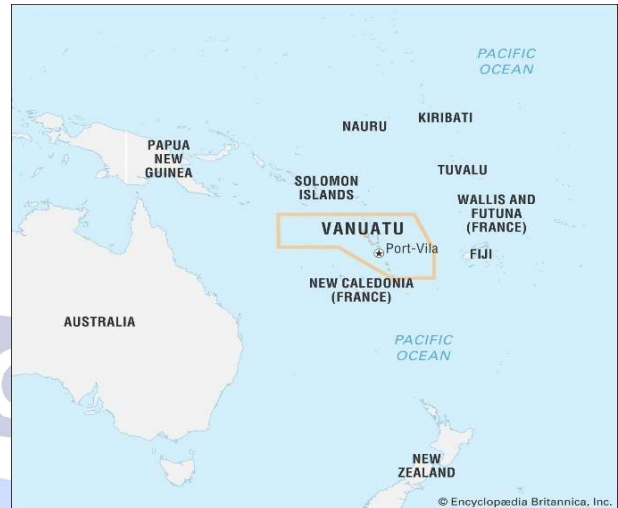 PACIFIC
OCEAN
KIRIBATI
NAURU
PAPUA
NEW
GUINEA
TUVALU
SOLOMON
ISLANDS
WALLIS AND
FUTUNA
(FRANCE)
VANUATU
Port-Vila
FIJI
NEW CALEDONIA
(FRANCE)
AUSTRALIA
PACIFIC
OCEAN
NEW
ZEALAND
© Encyclopædia Britannica, Inc.